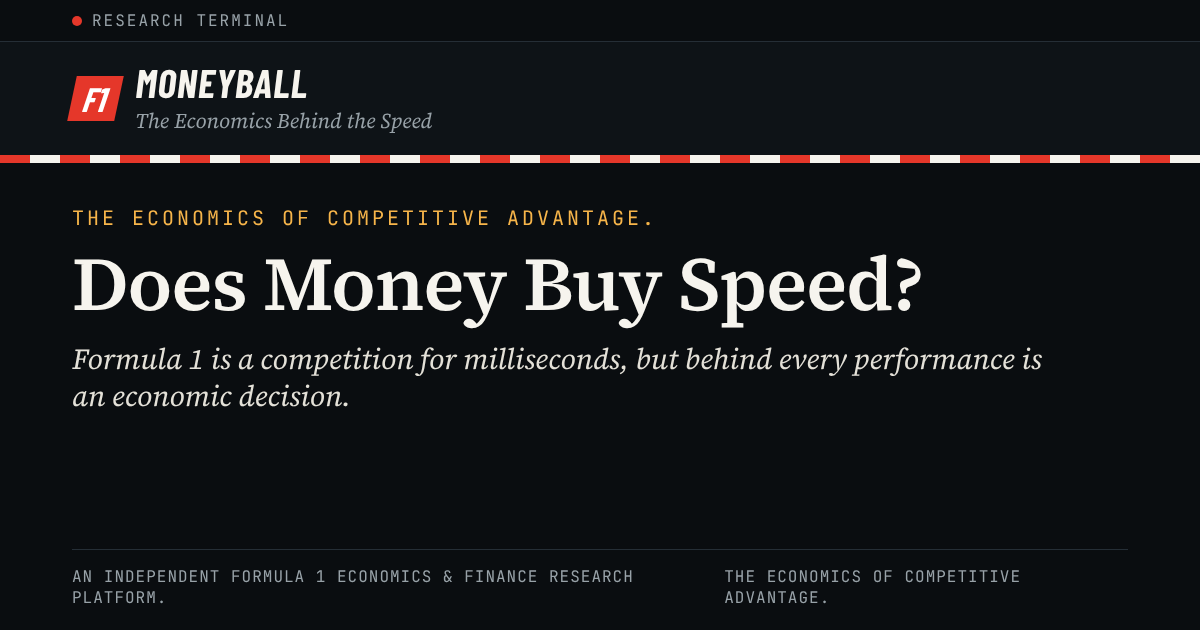 RESEARCH TERMINAL
F1
MONEYBALL
The Economics Behind the Speed
THE ECONOMICS OF COMPETITIVE ADVANTAGE.
Does Money Buy Speed?
Formula 1 is a competition for milliseconds, but behind every performance is
an economic decision.
AN INDEPENDENT FORMULA 1 ECONOMICS & FINANCE RESEARCH
PLATFORM.
THE ECONOMICS OF COMPETITIVE
ADVANTAGE.